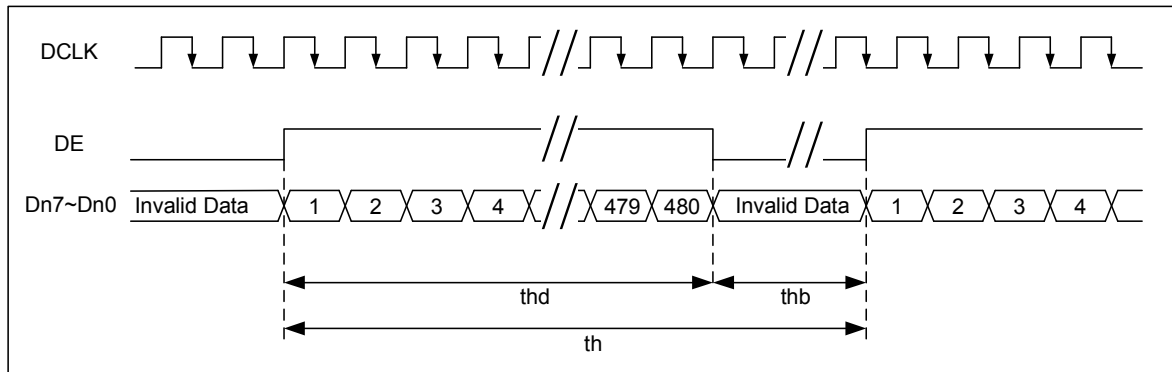 DCLK
DE
Dn7~Dn0 Invalid Data 1 2 3 4 479 480 Invalid Data 1 2 3 4
thd thb
th